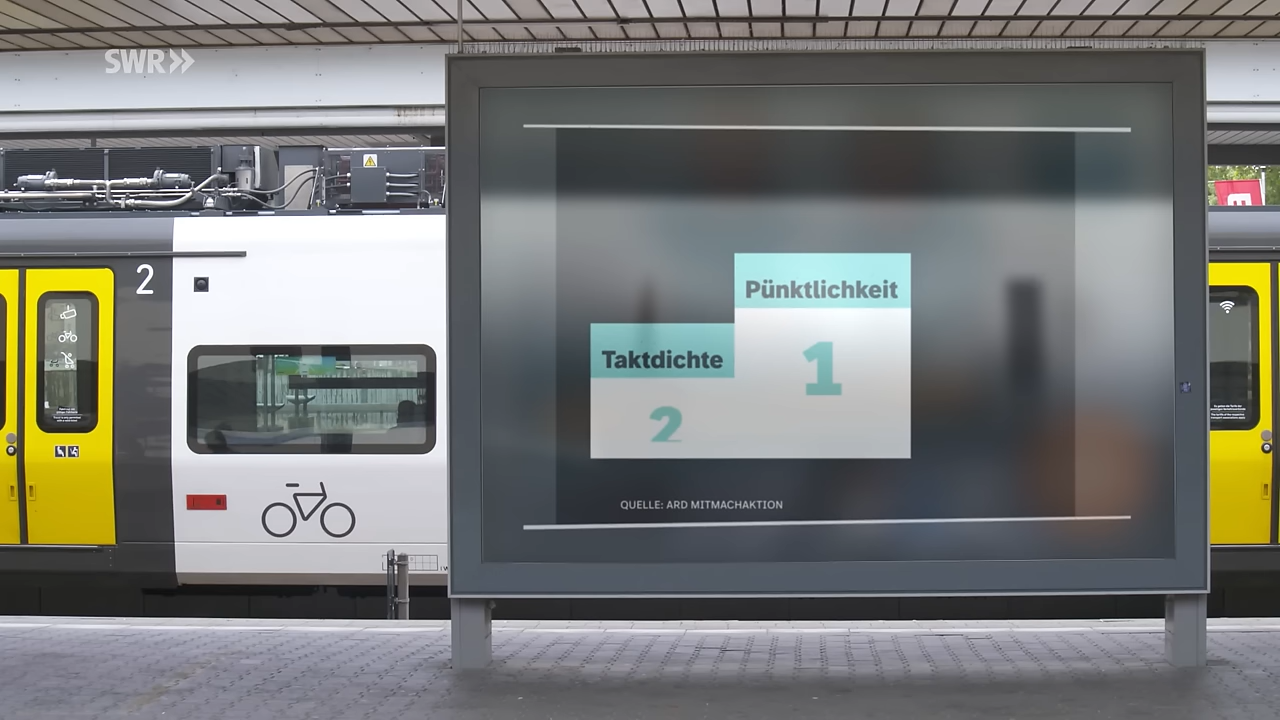 SWR
2
Pünktlichkeit
1
Taktdichte
2
QUELLE: ARD MITMACHAKTION